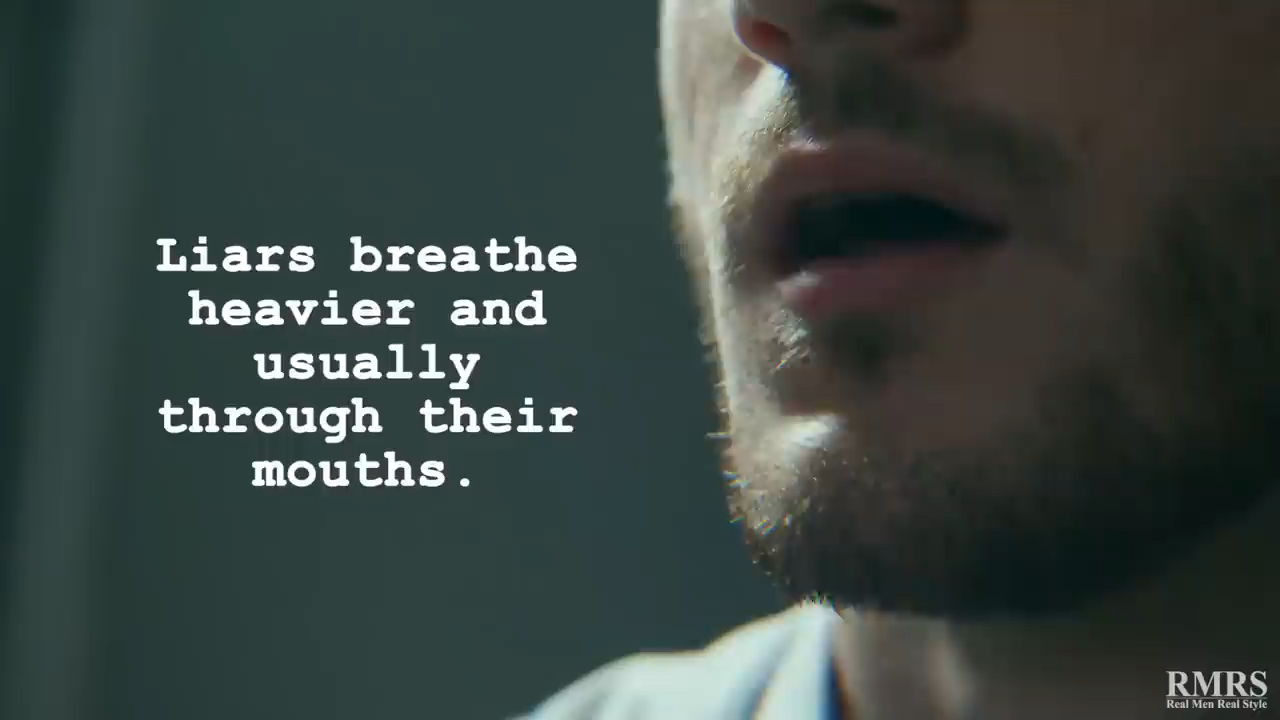 Liars breathe
heavier and
usually
through their
mouths.
RMRS
Real Men Real Style